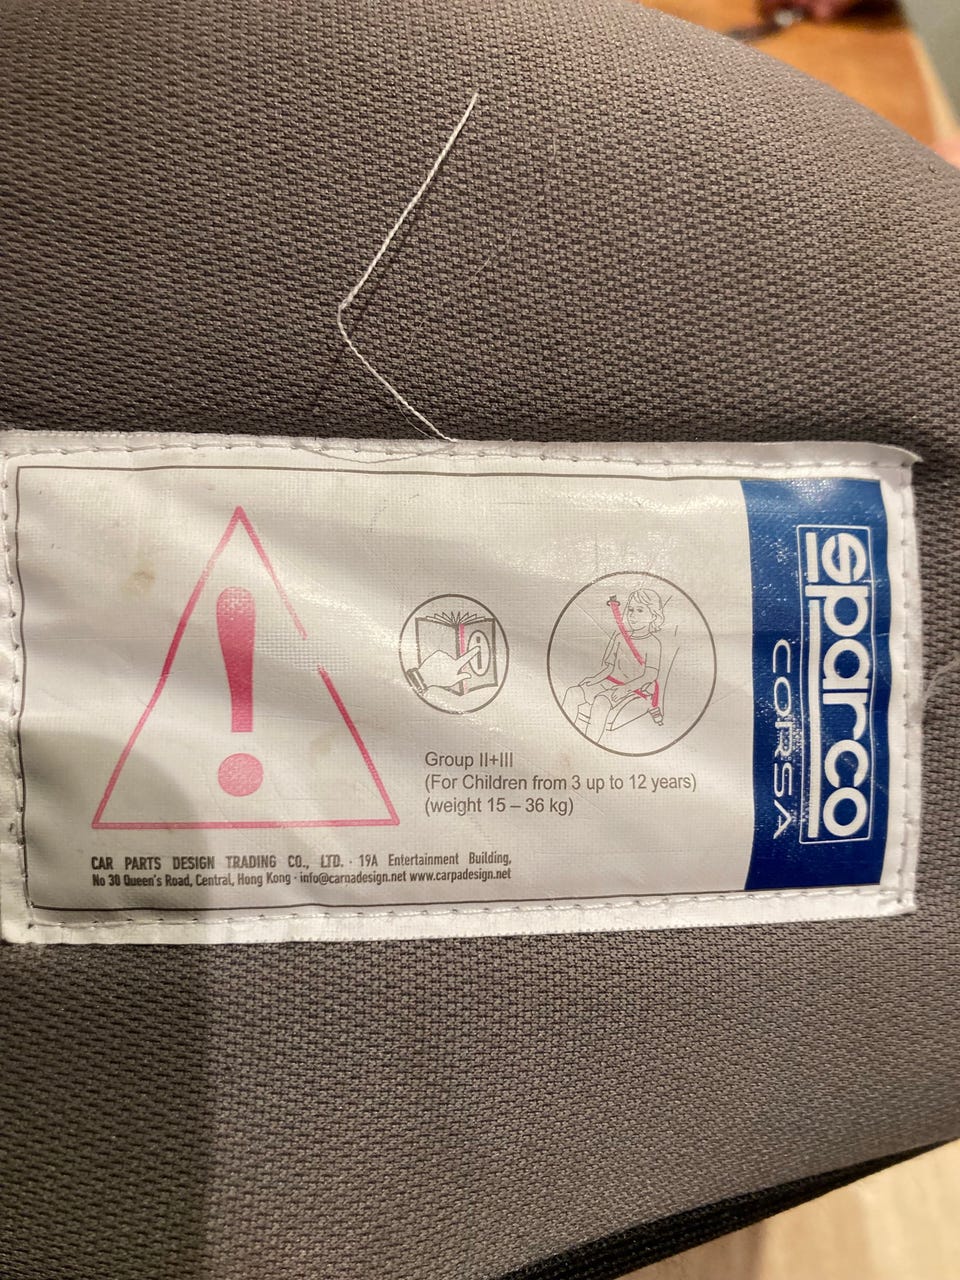 Group II+III
(For Children from 3 up to 12 years)
(weight 15 – 36 kg)
CAR PARTS DESIGN TRADING CO., LTD. · 19A Entertainment Building,
No 30 Queen's Road, Central, Hong Kong · info@carpadesign.net www.carpadesign.net
sparco
CORSA